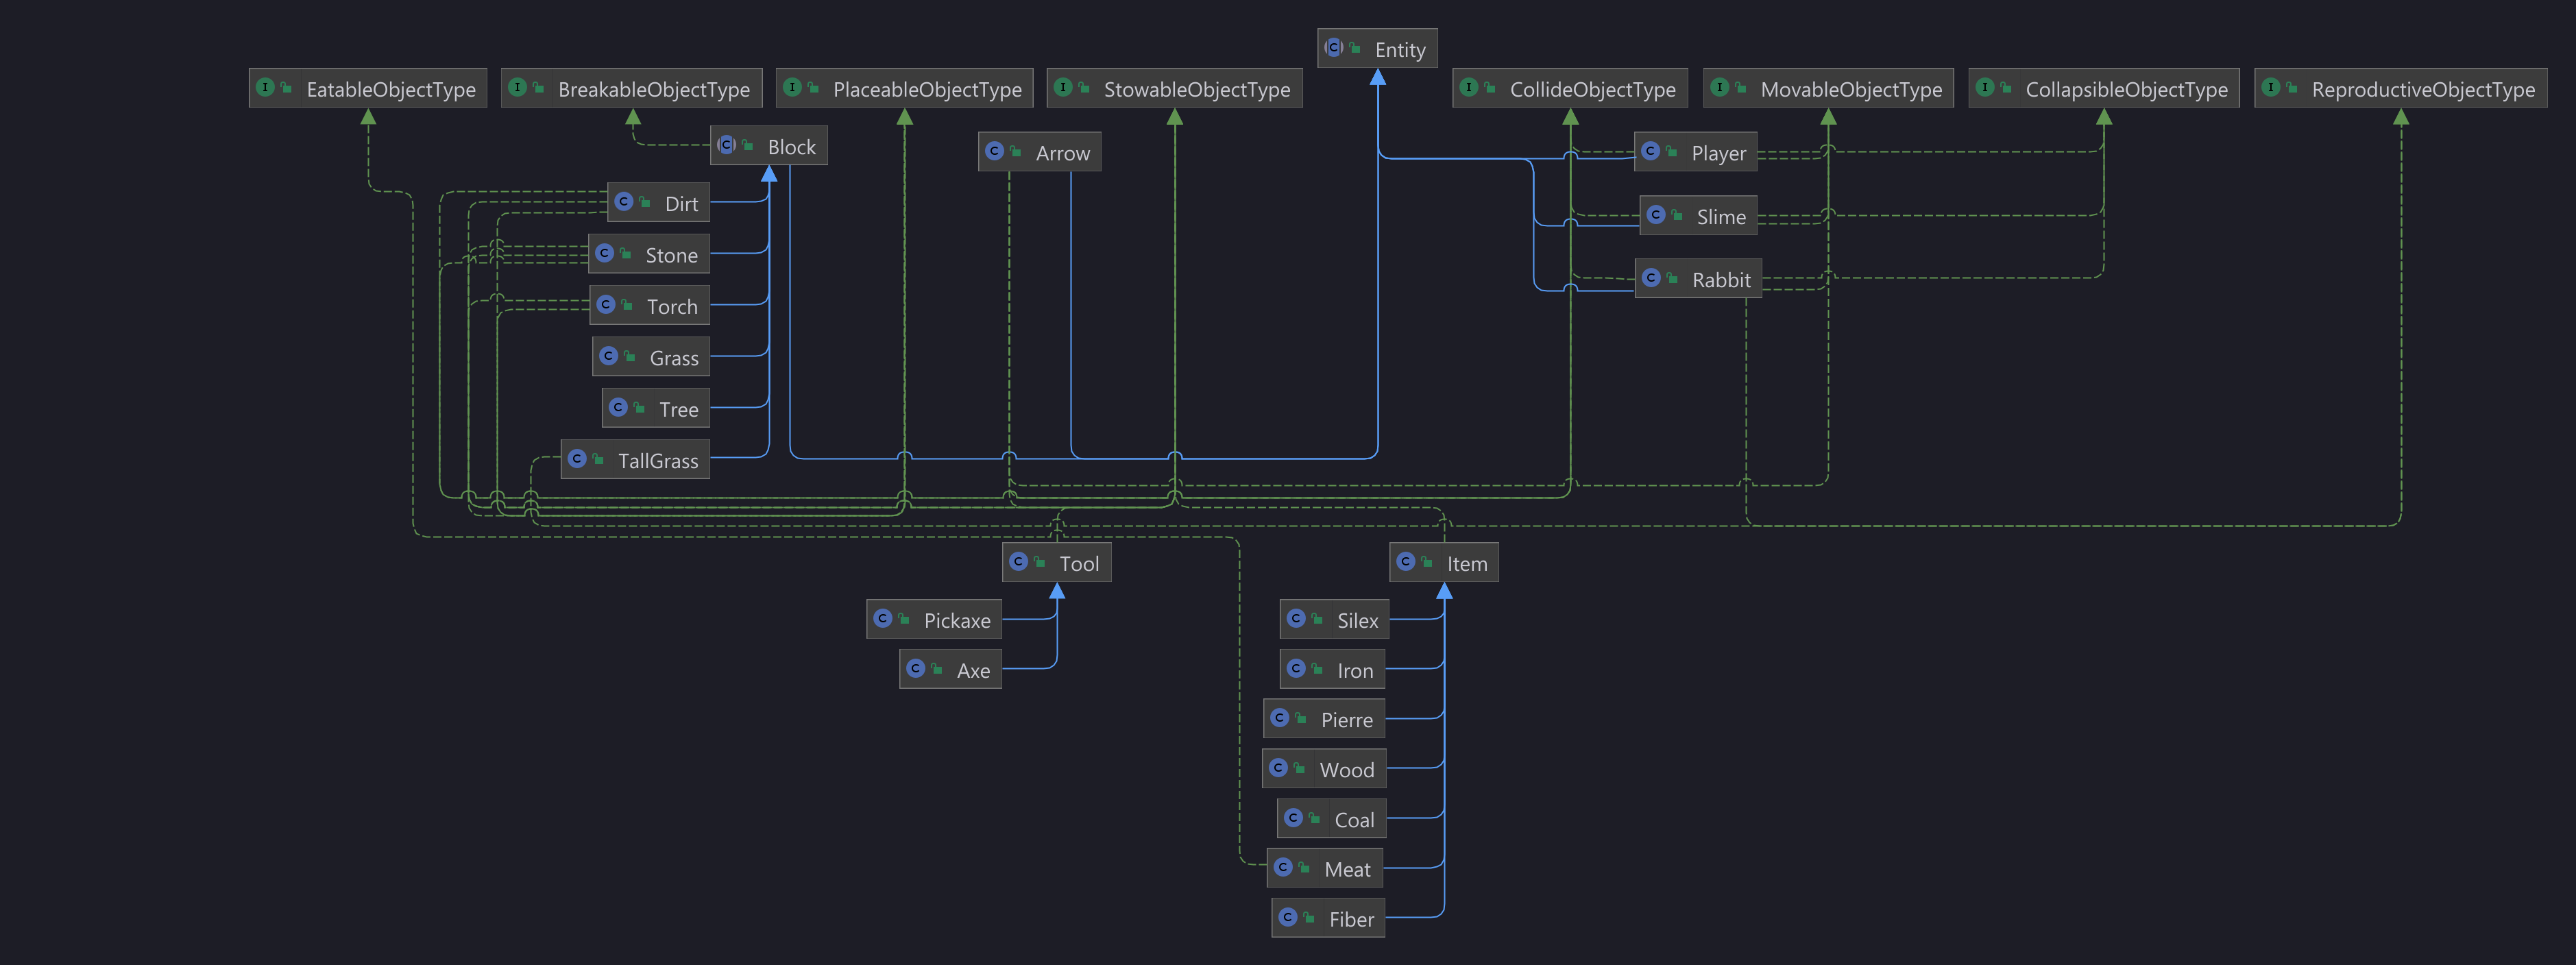 Entity
EatableObjectType
BreakableObjectType
PlaceableObjectType
StowableObjectType
CollideObjectType
MovableObjectType
CollapsibleObjectType
ReproductiveObjectType
Block
Arrow
Player
Dirt
Slime
Stone
Rabbit
Torch
Grass
Tree
TallGrass
Tool
Item
Pickaxe
Silex
Axe
Iron
Pierre
Wood
Coal
Meat
Fiber